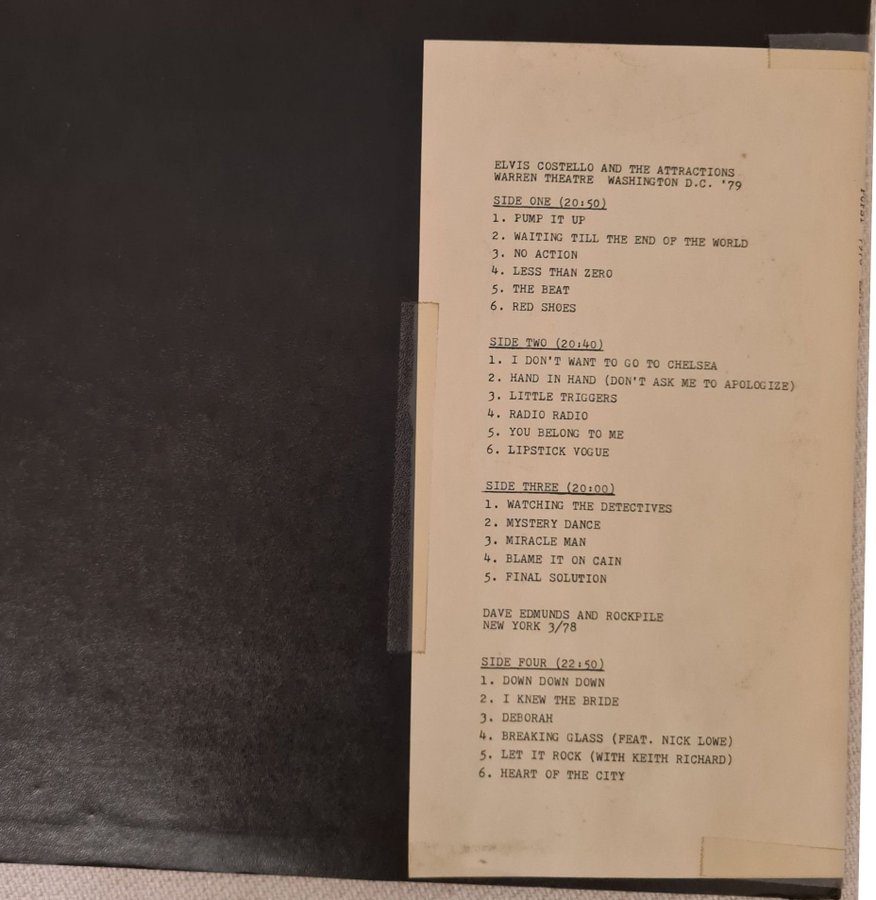 ELVIS COSTELLO AND THE ATTRACTIONS
WARREN THEATRE WASHINGTON D.C. '79
SIDE ONE (20:50)
1. PUMP IT UP
2. WAITING TILL THE END OF THE WORLD
3. NO ACTION
4. LESS THAN ZERO
5. THE BEAT
6. RED SHOES
SIDE TWO (20:40)
1. I DON'T WANT TO GO TO CHELSEA
2. HAND IN HAND (DON'T ASK ME TO APOLOGIZE)
3. LITTLE TRIGGERS
4. RADIO RADIO
5. YOU BELONG TO ME
6. LIPSTICK VOGUE
SIDE THREE (20:00)
1. WATCHING THE DETECTIVES
2. MYSTERY DANCE
3. MIRACLE MAN
4. BLAME IT ON CAIN
5. FINAL SOLUTION
DAVE EDMUNDS AND ROCKPILE
NEW YORK 3/78
SIDE FOUR (22:50)
1. DOWN DOWN DOWN
2. I KNEW THE BRIDE
3. DEBORAH
4. BREAKING GLASS (FEAT. NICK LOWE)
5. LET IT ROCK (WITH KEITH RICHARD)
6. HEART OF THE CITY